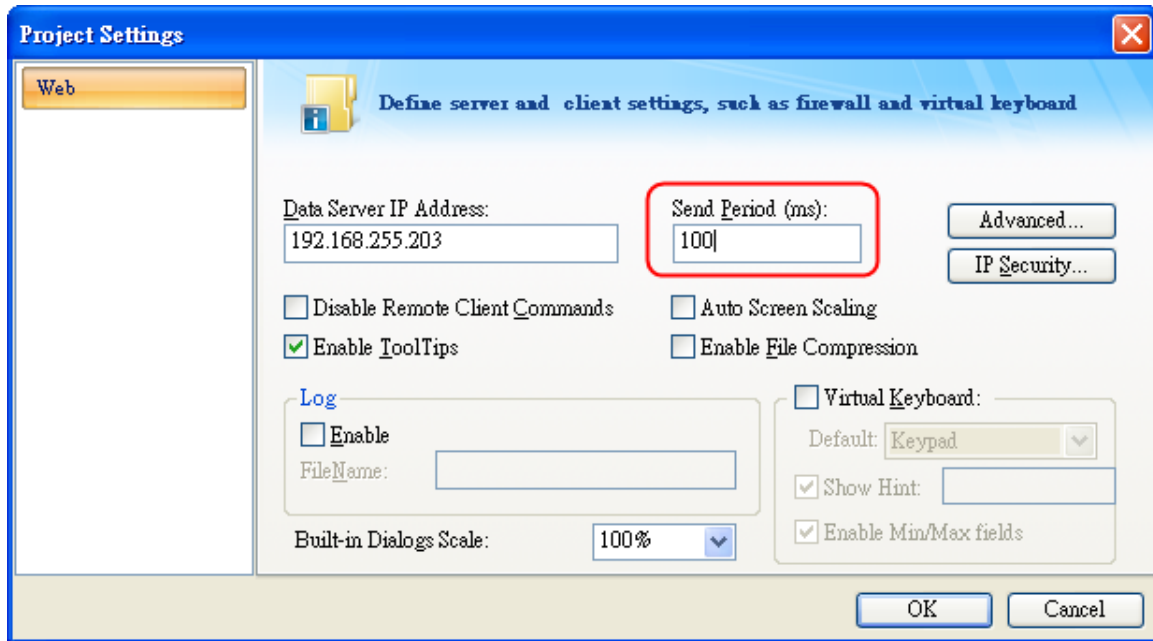 Project Settings
Web
Define server and client settings, such as firewall and virtual keyboard
Data Server IP Address:
Send Period (ms):
192.168.255.203
100
Advanced...
IP Security...
Disable Remote Client Commands
Auto Screen Scaling
Enable ToolTips
Enable File Compression
Log
Enable
FileName:
Virtual Keyboard:
Default: Keypad
Show Hint:
Enable Min/Max fields
Built-in Dialogs Scale: 100%
OK
Cancel